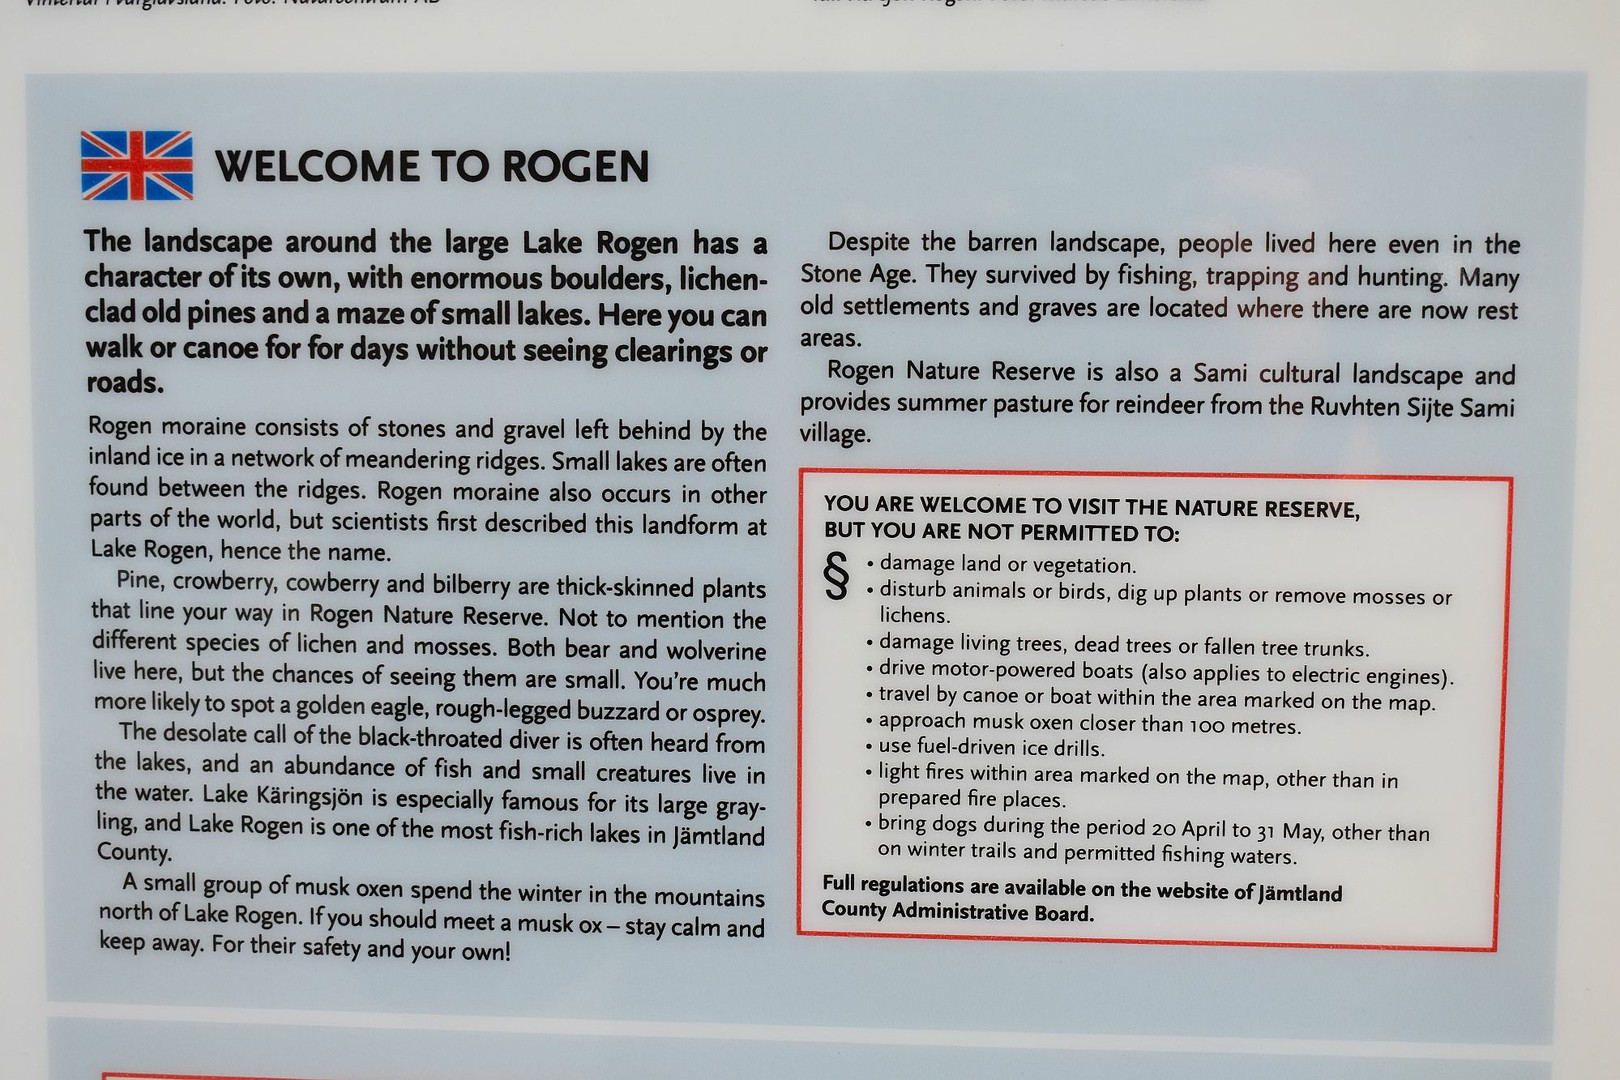 WELCOME TO ROGEN
The landscape around the large Lake Rogen has a
character of its own, with enormous boulders, lichen-
clad old pines and a maze of small lakes. Here you can
walk or canoe for for days without seeing clearings or
roads.
Rogen moraine consists of stones and gravel left behind by the
inland ice in a network of meandering ridges. Small lakes are often
found between the ridges. Rogen moraine also occurs in other
parts of the world, but scientists first described this landform at
Lake Rogen, hence the name.
Pine, crowberry, cowberry and bilberry are thick-skinned plants
that line your way in Rogen Nature Reserve. Not to mention the
different species of lichen and mosses. Both bear and wolverine
live here, but the chances of seeing them are small. You're much
more likely to spot a golden eagle, rough-legged buzzard or osprey.
The desolate call of the black-throated diver is often heard from
the lakes, and an abundance of fish and small creatures live in
the water. Lake Käringsjön is especially famous for its large gray-
ling, and Lake Rogen is one of the most fish-rich lakes in Jämtland
County.
A small group of musk oxen spend the winter in the mountains
north of Lake Rogen. If you should meet a musk ox – stay calm and
keep away. For their safety and your own!
Despite the barren landscape, people lived here even in the
Stone Age. They survived by fishing, trapping and hunting. Many
old settlements and graves are located where there are now rest
areas.
Rogen Nature Reserve is also a Sami cultural landscape and
provides summer pasture for reindeer from the Ruvhten Sijte Sami
village.
YOU ARE WELCOME TO VISIT THE NATURE RESERVE,
BUT YOU ARE NOT PERMITTED TO:
§ • damage land or vegetation.
• disturb animals or birds, dig up plants or remove mosses or
lichens.
• damage living trees, dead trees or fallen tree trunks.
• drive motor-powered boats (also applies to electric engines).
• travel by canoe or boat within the area marked on the map.
• approach musk oxen closer than 100 metres.
• use fuel-driven ice drills.
• light fires within area marked on the map, other than in
prepared fire places.
• bring dogs during the period 20 April to 31 May, other than
on winter trails and permitted fishing waters.
Full regulations are available on the website of Jämtland
County Administrative Board.